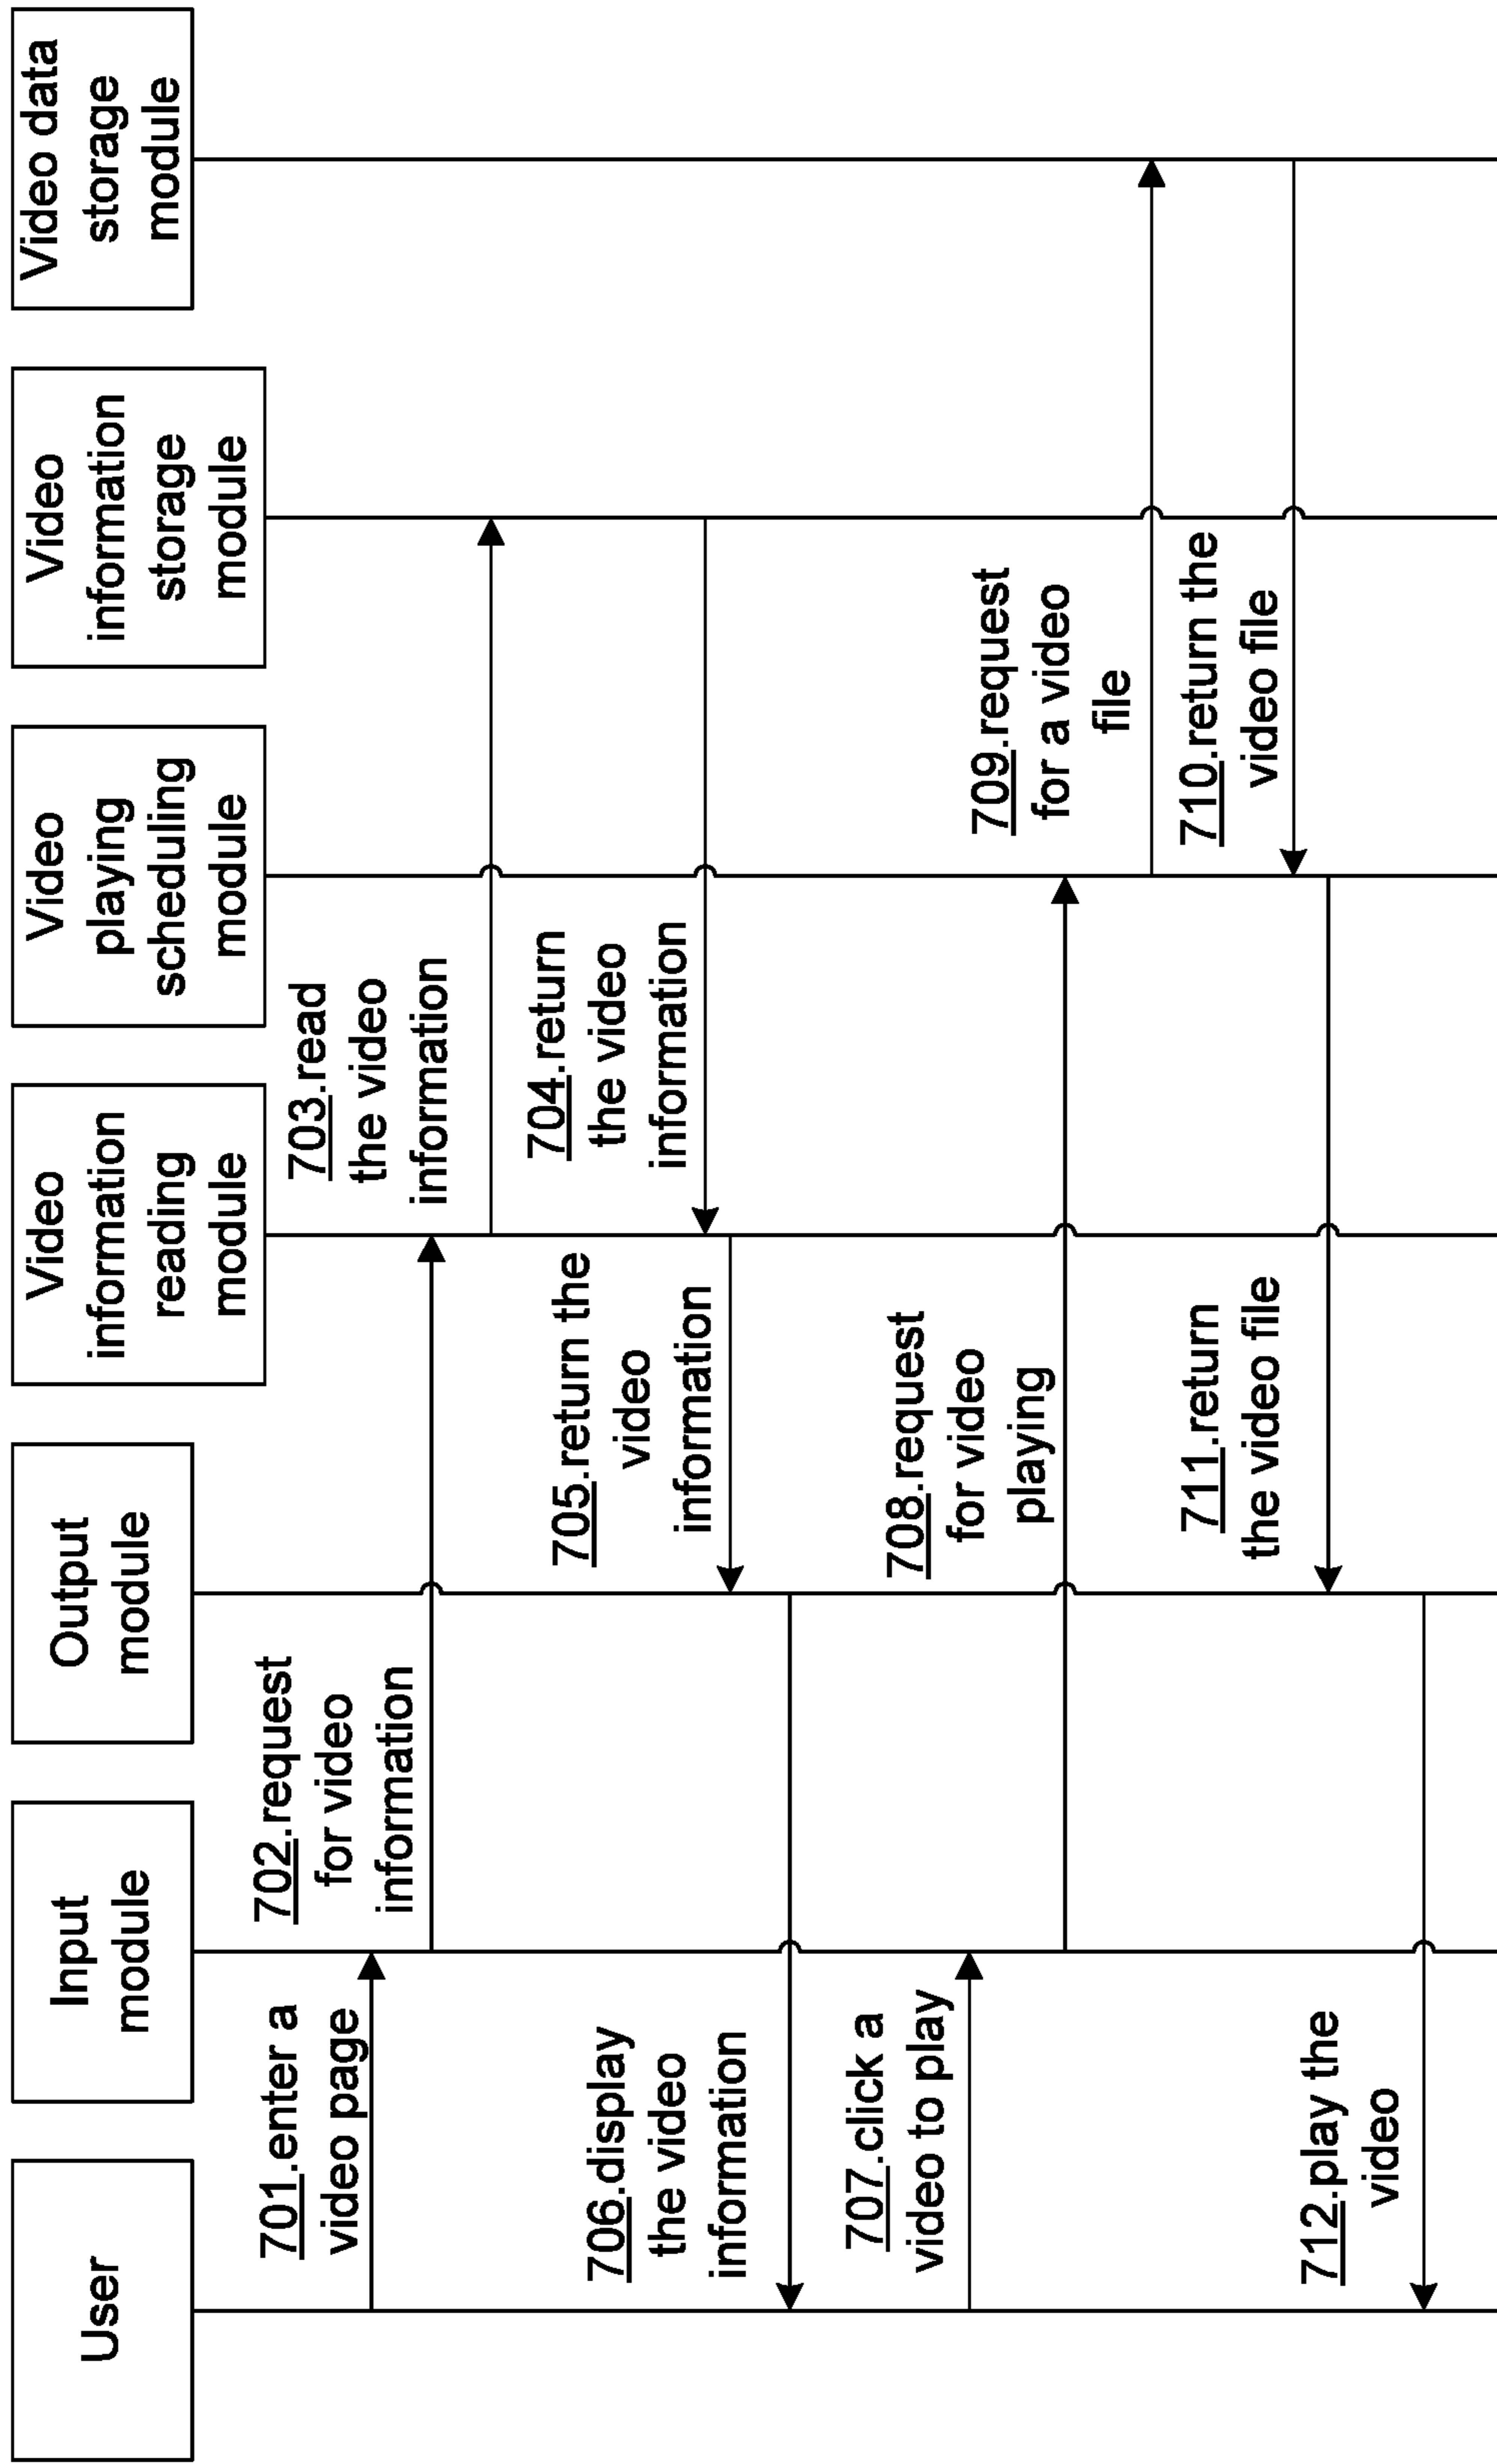 User
Input
module
Output
module
Video
information
reading
module
Video
playing
scheduling
module
Video
information
storage
module
Video data
storage
module
701.enter a
video page
702.request
for video
information
703.read
the video
information
704.return
the video
information
705.return the
video
information
706.display
the video
information
707.click a
video to play
708.request
for video
playing
709.request
for a video
file
710.return the
video file
711.return
the video file
712.play the
video